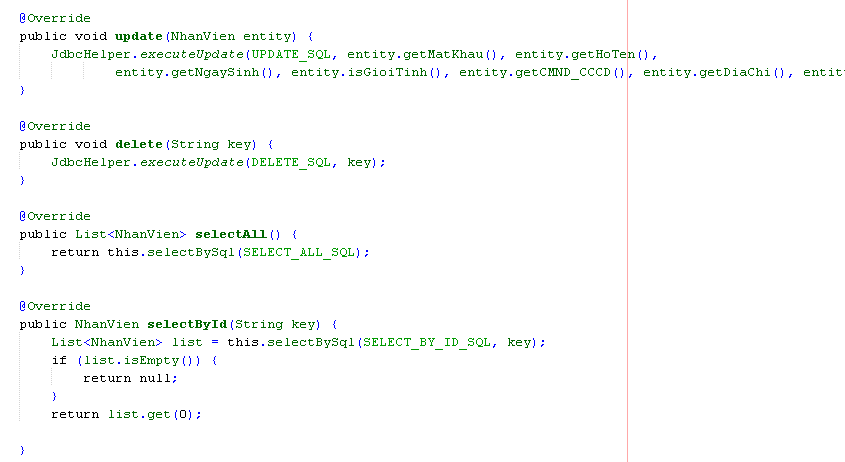 @Override
public void update(NhanVien entity) {
JdbcHelper.executeUpdate(UPDATE_SQL, entity.getMatKhau(), entity.getHoTen(),
entity.getNgaySinh(), entity.isGioiTinh(), entity.getCMND_CCCD(), entity.getDiaChi(), entit
}
@Override
public void delete(String key) {
JdbcHelper.executeUpdate(DELETE_SQL, key);
}
@Override
public List<NhanVien> selectAll() {
return this.selectBySql(SELECT_ALL_SQL);
}
@Override
public NhanVien selectById(String key) {
List<NhanVien> list = this.selectBySql(SELECT_BY_ID_SQL, key);
if (list.isEmpty()) {
return null;
}
return list.get(0);
}